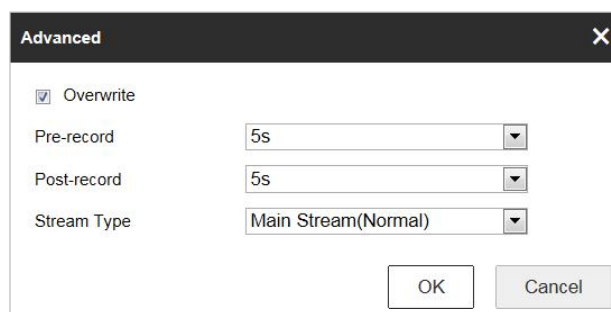 Advanced
Overwrite
Pre-record 5s
Post-record 5s
Stream Type Main Stream(Normal)
OK Cancel